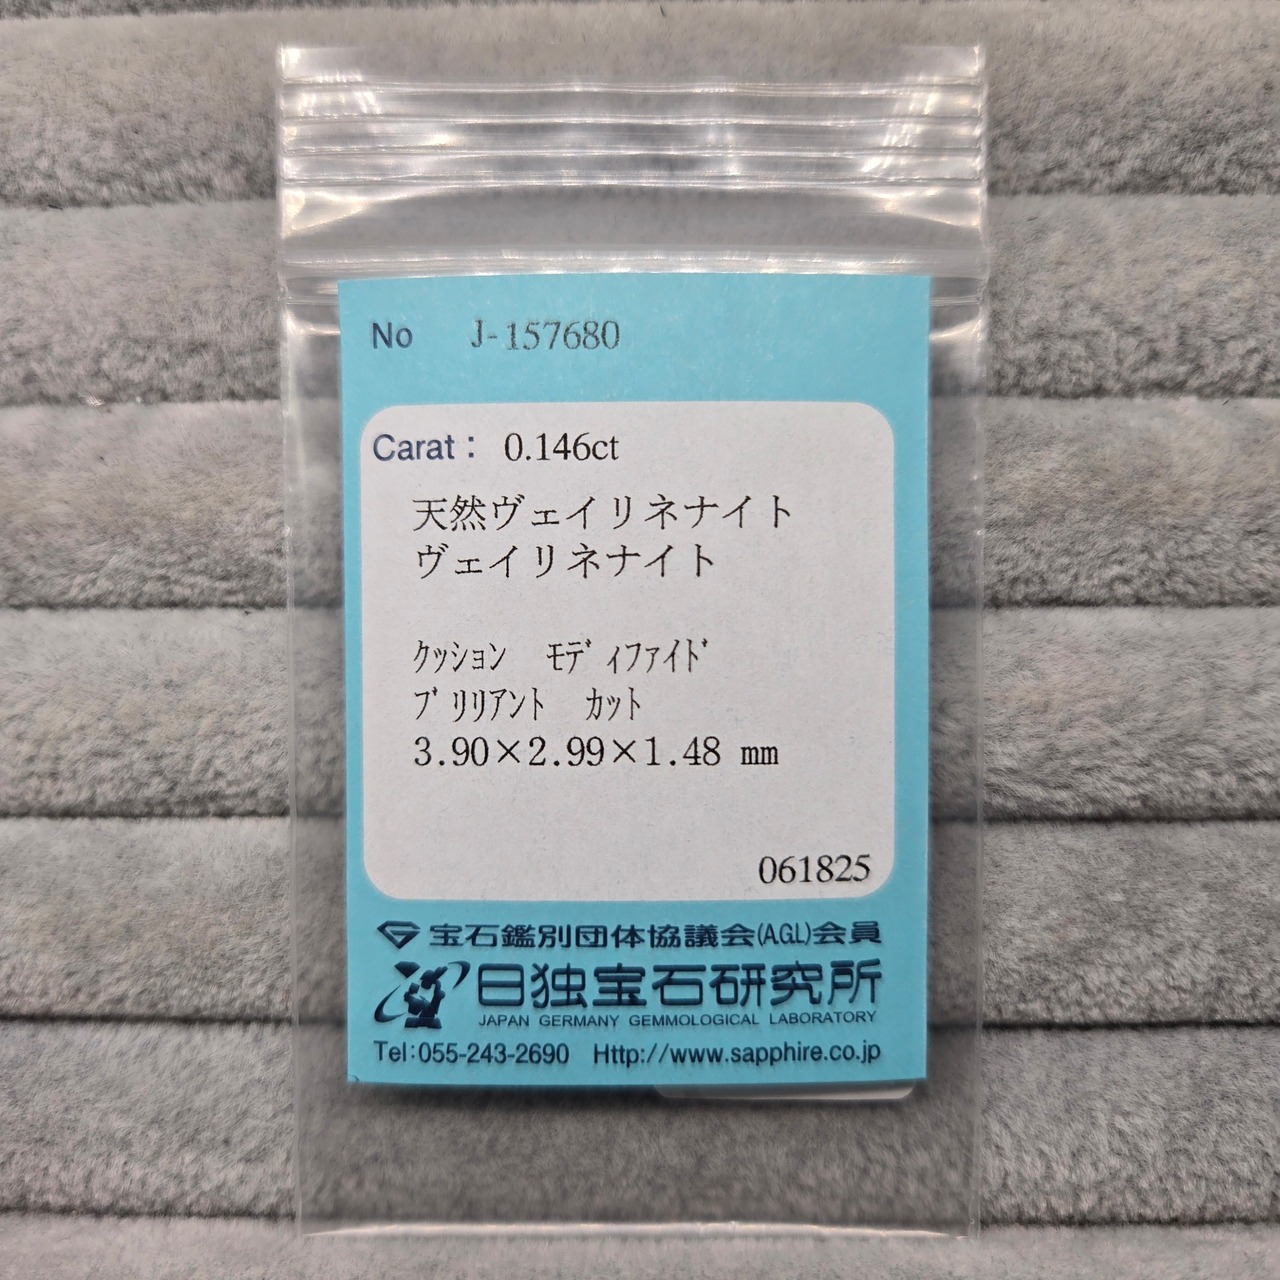 No J-157680
Carat： 0.146ct
天然ヴェイリネナイト
ヴェイリネナイト
ｸｯｼｮﾝ ﾓﾃﾞｨﾌｧｲﾄﾞ
ﾌﾞﾘﾘｱﾝﾄ ｶｯﾄ
3.90×2.99×1.48 mm
061825
宝石鑑別団体協議会(AGL)会員
日独宝石研究所
JAPAN GERMANY GEMMOLOGICAL LABORATORY
Tel:055-243-2690 Http://www.sapphire.co.jp